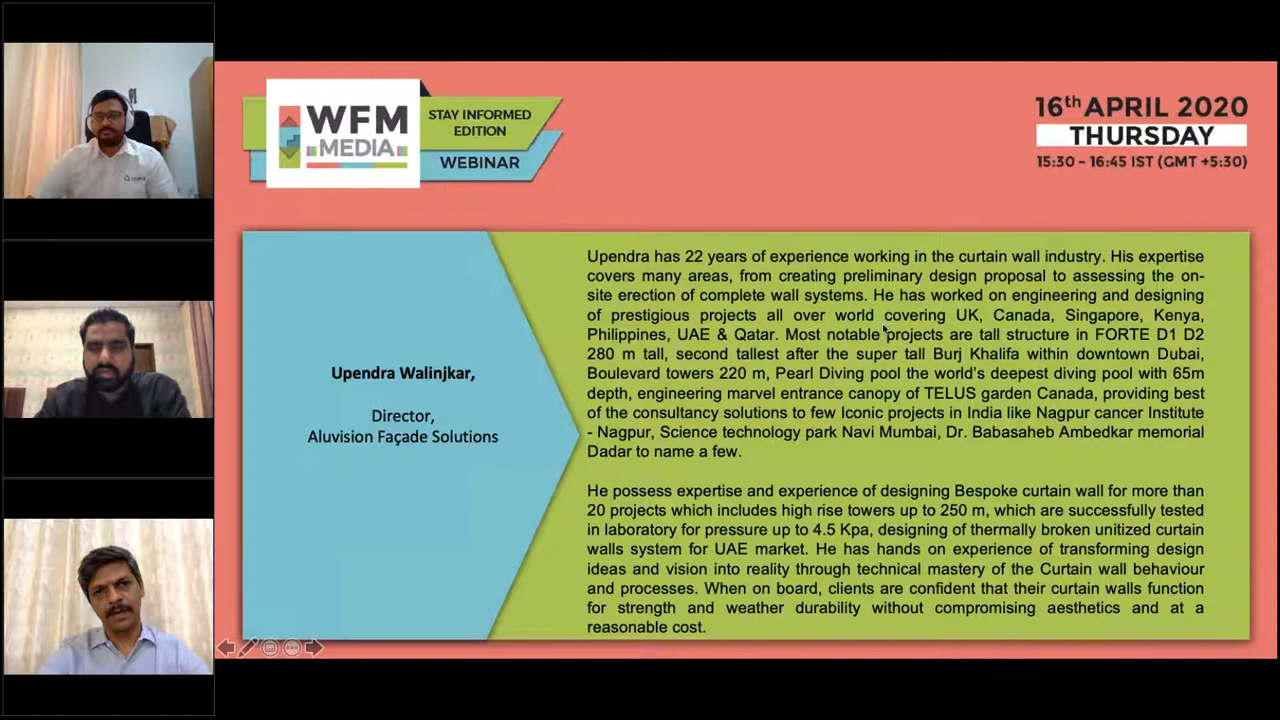 WFM
MEDIA
STAY INFORMED
EDITION
WEBINAR
16th APRIL 2020
THURSDAY
15:30 - 16:45 IST (GMT +5:30)
Upendra Walinjkar,
Director,
Aluvision Façade Solutions
Upendra has 22 years of experience working in the curtain wall industry. His expertise
covers many areas, from creating preliminary design proposal to assessing the on-
site erection of complete wall systems. He has worked on engineering and designing
of prestigious projects all over world covering UK, Canada, Singapore, Kenya,
Philippines, UAE & Qatar. Most notable projects are tall structure in FORTE D1 D2
280 m tall, second tallest after the super tall Burj Khalifa within downtown Dubai,
Boulevard towers 220 m, Pearl Diving pool the world's deepest diving pool with 65m
depth, engineering marvel entrance canopy of TELUS garden Canada, providing best
of the consultancy solutions to few Iconic projects in India like Nagpur cancer Institute
- Nagpur, Science technology park Navi Mumbai, Dr. Babasaheb Ambedkar memorial
Dadar to name a few.
He possess expertise and experience of designing Bespoke curtain wall for more than
20 projects which includes high rise towers up to 250 m, which are successfully tested
in laboratory for pressure up to 4.5 Kpa, designing of thermally broken unitized curtain
walls system for UAE market. He has hands on experience of transforming design
ideas and vision into reality through technical mastery of the Curtain wall behaviour
and processes. When on board, clients are confident that their curtain walls function
for strength and weather durability without compromising aesthetics and at a
reasonable cost.